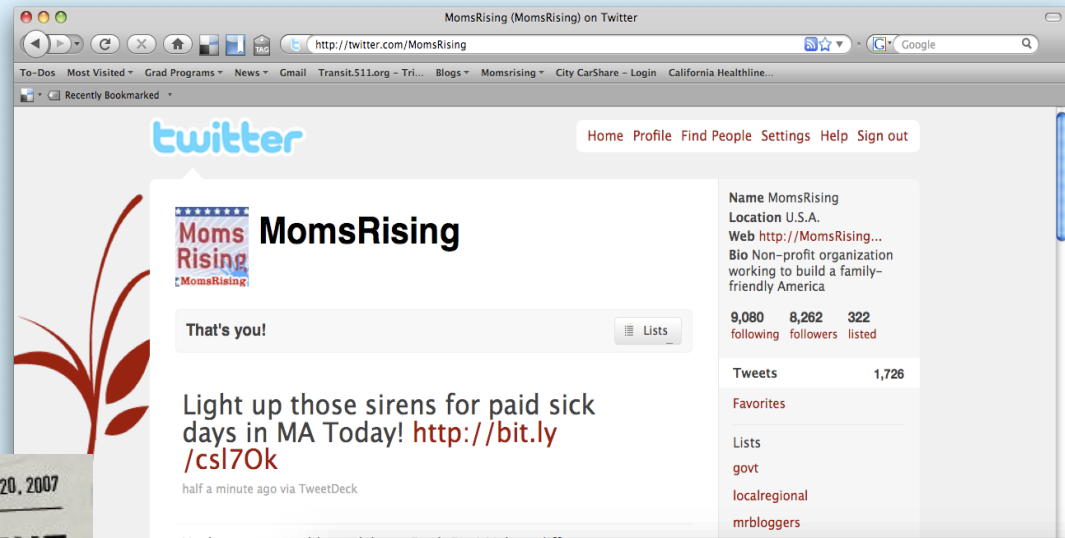 MomsRising (MomsRising) on Twitter
TAG
http://twitter.com/MomsRising
G
Google
To-Dos Most Visited Grad Programs News Gmail Transit.511.org – Tri... Blogs Momsrising City CarShare – Login California Healthline...
Recently Bookmarked
twitter
Home Profile Find People Settings Help Sign out
Moms
Rising
MomsRising
MomsRising
That's you!
Lists
Light up those sirens for paid sick
days in MA Today! http://bit.ly
/csl7Ok
half a minute ago via TweetDeck
Name MomsRising
Location U.S.A.
Web http://MomsRising...
Bio Non-profit organization
working to build a family-
friendly America
9,080 8,262 322
following followers listed
Tweets 1,726
Favorites
Lists
govt
localregional
mrbloggers
20, 2007